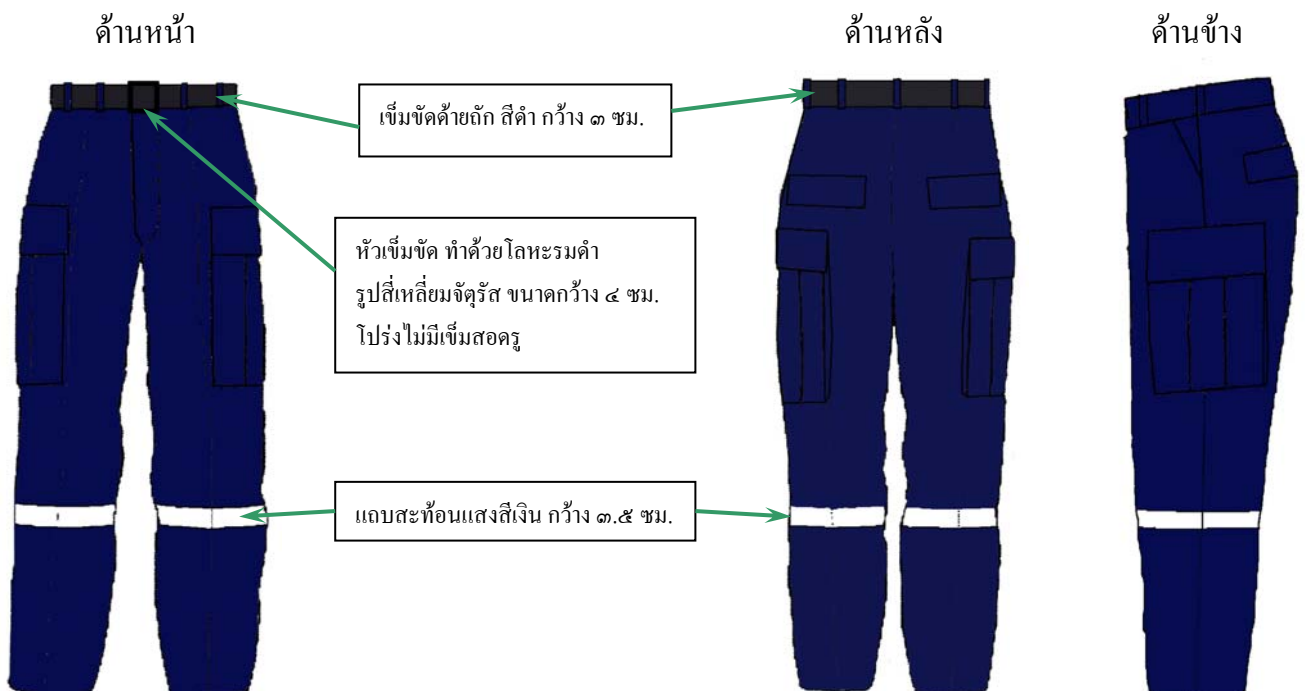 ด้านหน้า
ด้านหลัง
ด้านข้าง
เข็มขัดด้ายถัก สีดำ กว้าง ๓ ซม.
หัวเข็มขัด ทำด้วยโลหะรมดำ
รูปสี่เหลี่ยมจัตุรัส ขนาดกว้าง ๔ ซม.
โปร่งไม่มีเข็มสอดรู
แถบสะท้อนแสงสีเงิน กว้าง ๓.๕ ซม.